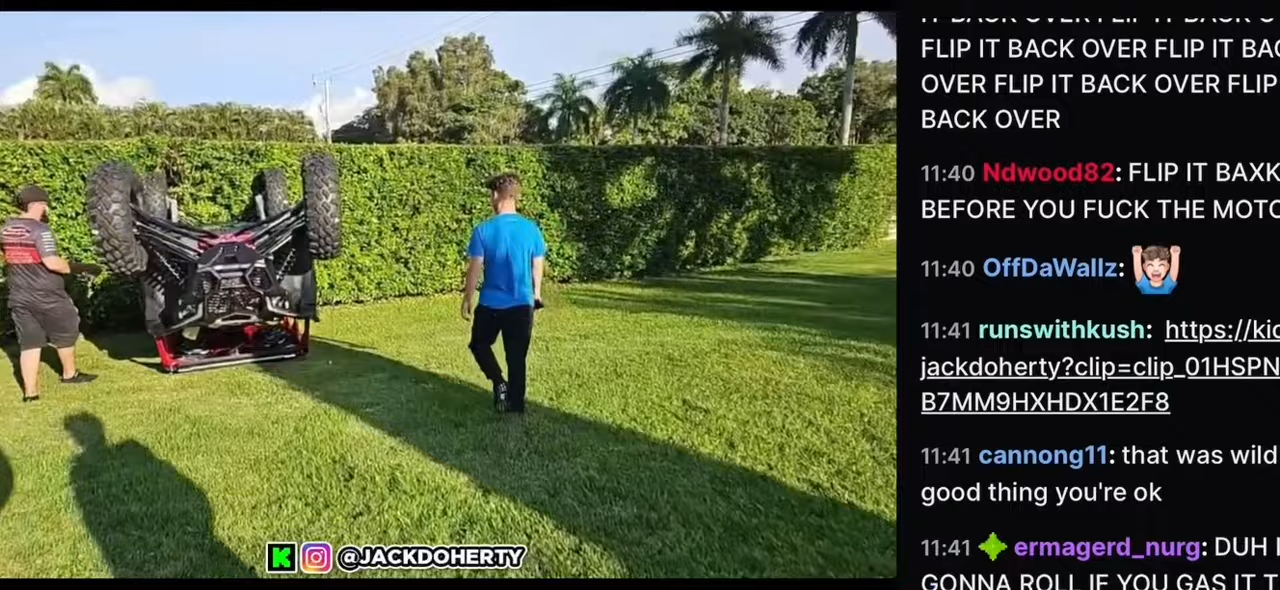 FLIP IT BACK OVER FLIP IT BAC
OVER FLIP IT BACK OVER FLIP
BACK OVER
11:40 Ndwood82: FLIP IT BAXK
BEFORE YOU FUCK THE MOTO
11:40 OffDaWallz:
11:41 runswithkush: https://kic
jackdoherty?clip=clip_01HSPN
B7MM9HXHDX1E2F8
11:41 cannong11: that was wild
good thing you're ok
11:41 ermagerd_nurg: DUH I
GONNA ROLL IF YOU GAS IT T
K @JACKDOHERTY